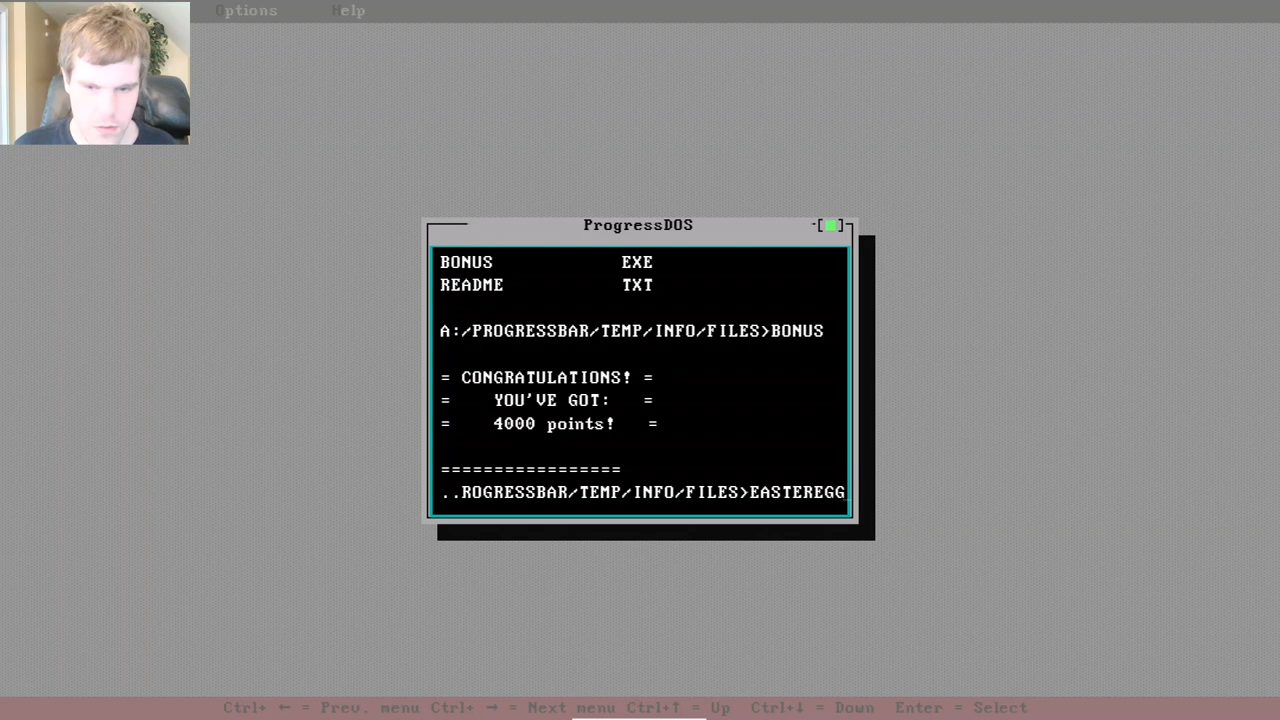 Options Help
ProgressDOS
BONUS EXE
README TXT
A:/PROGRESSBAR/TEMP/INFO/FILES>BONUS
= CONGRATULATIONS! =
= YOU'VE GOT: =
= 4000 points! =
=================
..ROGRESSBAR/TEMP/INFO/FILES>EASTEREGG_
Ctrl+ ← = Prev. menu Ctrl+ → = Next menu Ctrl+↑ = Up Ctrl+↓ = Down Enter = Select